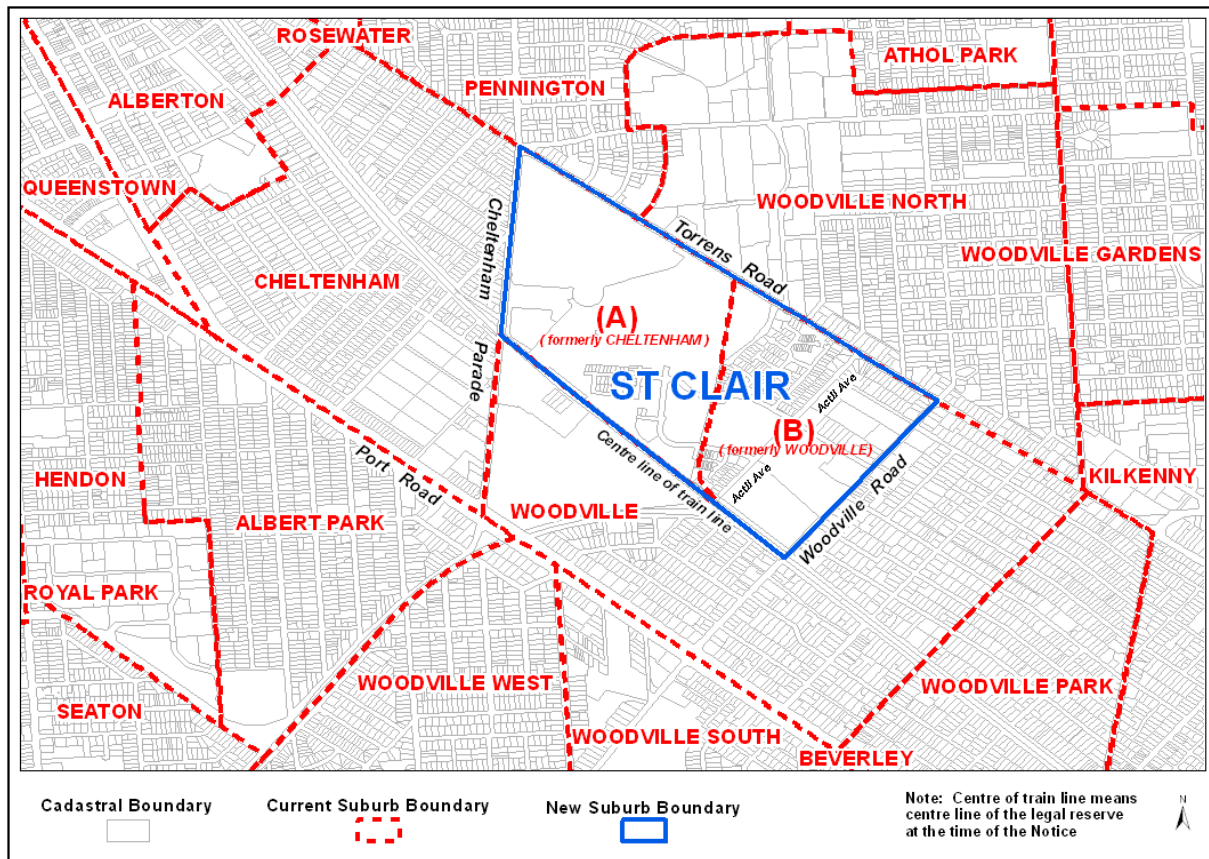 ROSEWATER
ATHOL PARK
PENNINGTON
ALBERTON
QUEENSTOWN
WOODVILLE NORTH
WOODVILLE GARDENS
CHELTENHAM
Cheltenham
Parade
Torrens Road
(A)
( formerly CHELTENHAM )
ST CLAIR
Actil Ave
(B)
( formerly WOODVILLE)
Actil Ave
Centre line of train line
Woodville Road
Port Road
HENDON
KILKENNY
WOODVILLE
ALBERT PARK
ROYAL PARK
WOODVILLE WEST
WOODVILLE PARK
SEATON
WOODVILLE SOUTH
BEVERLEY
Cadastral Boundary
Current Suburb Boundary
New Suburb Boundary
Note: Centre of train line means
centre line of the legal reserve
at the time of the Notice
N